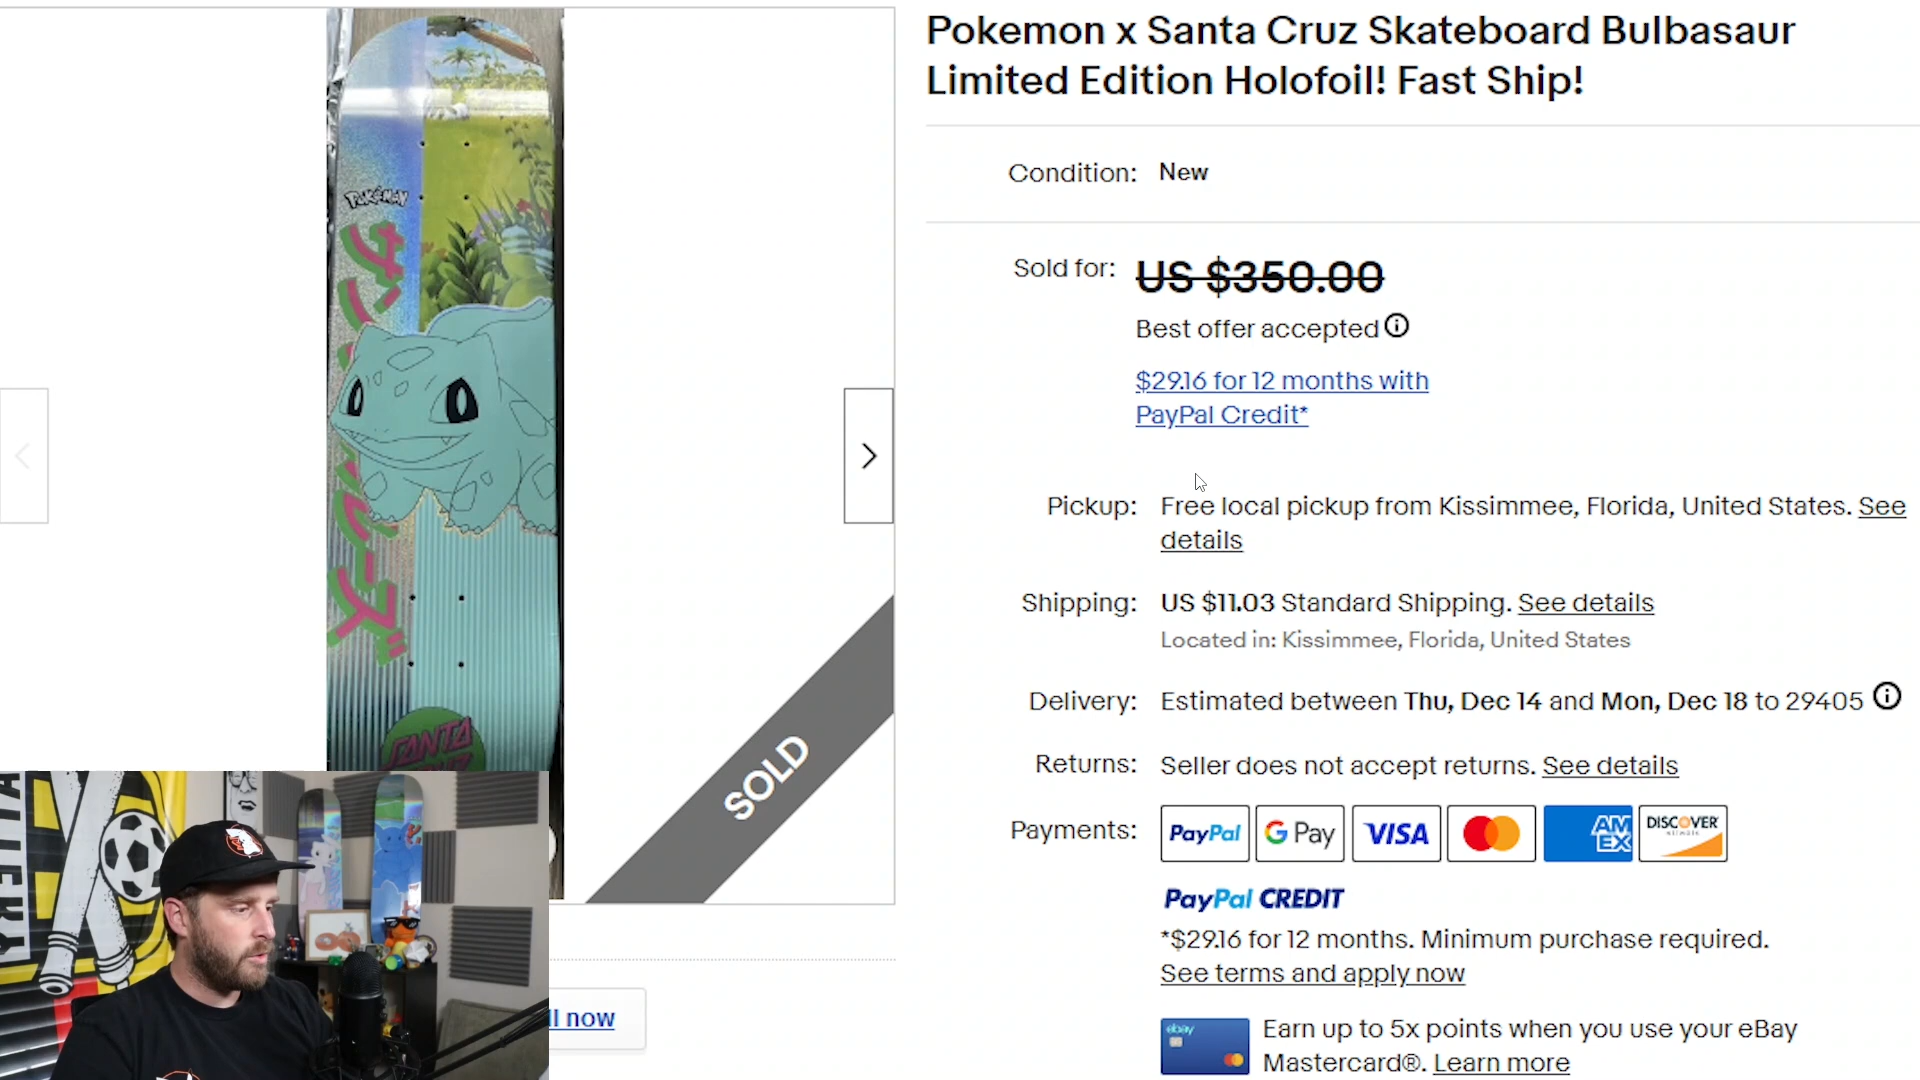 Pokemon x Santa Cruz Skateboard Bulbasaur
Limited Edition Holofoil! Fast Ship!
Condition: New
Sold for: US $350.00
Best offer accepted
$29.16 for 12 months with
PayPal Credit*
Pickup: Free local pickup from Kissimmee, Florida, United States. See
details
Shipping: US $11.03 Standard Shipping. See details
Located in: Kissimmee, Florida, United States
Delivery: Estimated between Thu, Dec 14 and Mon, Dec 18 to 29405
Returns: Seller does not accept returns. See details
Payments: PayPal G Pay VISA AM EX DISCOVER
PayPal CREDIT
*$29.16 for 12 months. Minimum purchase required.
See terms and apply now
ebay
Earn up to 5x points when you use your eBay
Mastercard®. Learn more
POKéMON
SANTA
SOLD
ll now